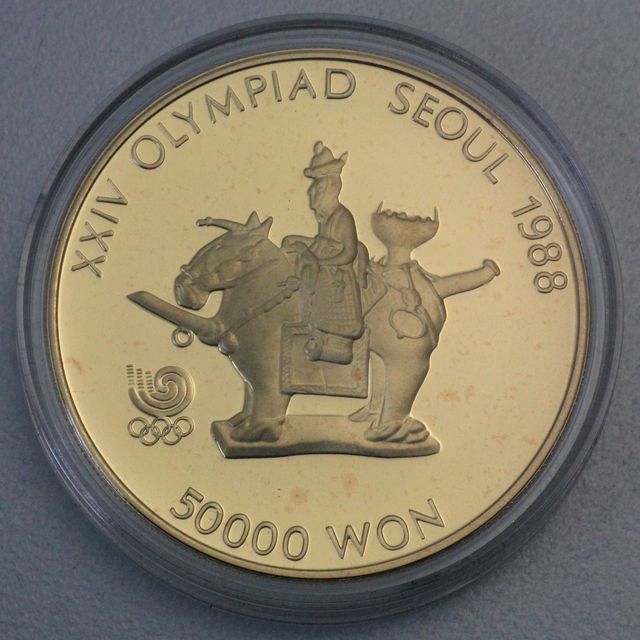 XXIV OLYMPIAD SEOUL 1988
50000 WON